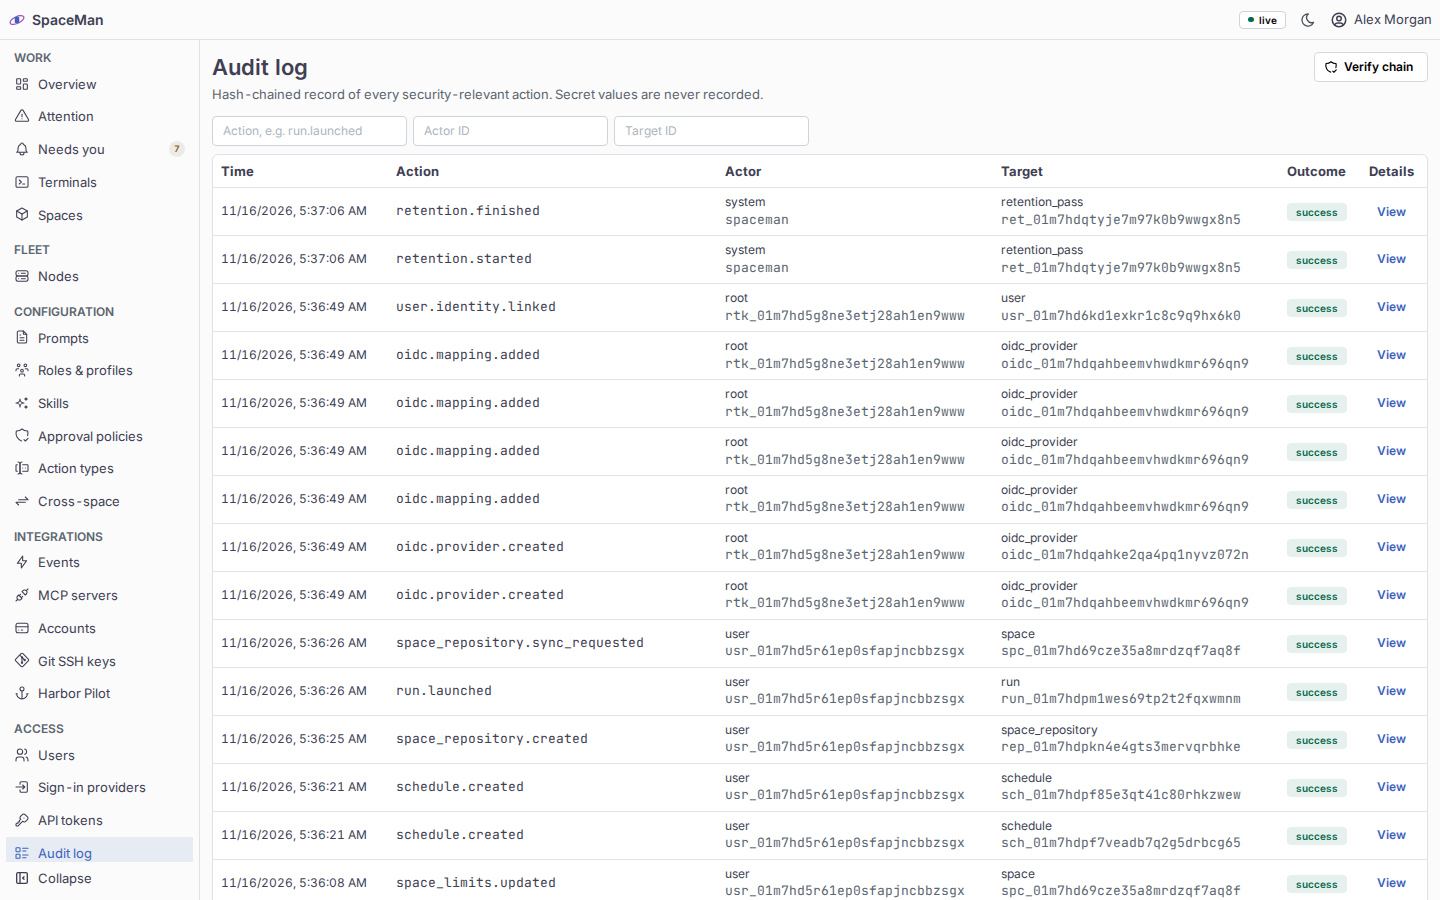 SpaceMan
live
Alex Morgan
WORK
Overview
Attention
Needs you
7
Terminals
Spaces
FLEET
Nodes
CONFIGURATION
Prompts
Roles & profiles
Skills
Approval policies
Action types
Cross-space
INTEGRATIONS
Events
MCP servers
Accounts
Git SSH keys
Harbor Pilot
ACCESS
Users
Sign-in providers
API tokens
Audit log
Collapse
Audit log
Verify chain
Hash-chained record of every security-relevant action. Secret values are never recorded.
Action, e.g. run.launched
Actor ID
Target ID
Time Action Actor Target Outcome Details
11/16/2026, 5:37:06 AM retention.finished system retention_pass success View
spaceman ret_01m7hdqtyje7m97k0b9wwgx8n5
11/16/2026, 5:37:06 AM retention.started system retention_pass success View
spaceman ret_01m7hdqtyje7m97k0b9wwgx8n5
11/16/2026, 5:36:49 AM user.identity.linked root user success View
rtk_01m7hd5g8ne3etj28ah1en9www usr_01m7hd6kd1exkr1c8c9q9hx6k0
11/16/2026, 5:36:49 AM oidc.mapping.added root oidc_provider success View
rtk_01m7hd5g8ne3etj28ah1en9www oidc_01m7hdqahbeemvhwdkmr696qn9
11/16/2026, 5:36:49 AM oidc.mapping.added root oidc_provider success View
rtk_01m7hd5g8ne3etj28ah1en9www oidc_01m7hdqahbeemvhwdkmr696qn9
11/16/2026, 5:36:49 AM oidc.mapping.added root oidc_provider success View
rtk_01m7hd5g8ne3etj28ah1en9www oidc_01m7hdqahbeemvhwdkmr696qn9
11/16/2026, 5:36:49 AM oidc.mapping.added root oidc_provider success View
rtk_01m7hd5g8ne3etj28ah1en9www oidc_01m7hdqahbeemvhwdkmr696qn9
11/16/2026, 5:36:49 AM oidc.provider.created root oidc_provider success View
rtk_01m7hd5g8ne3etj28ah1en9www oidc_01m7hdqahke2qa4pq1nyvz072n
11/16/2026, 5:36:49 AM oidc.provider.created root oidc_provider success View
rtk_01m7hd5g8ne3etj28ah1en9www oidc_01m7hdqahbeemvhwdkmr696qn9
11/16/2026, 5:36:26 AM space_repository.sync_requested user space success View
usr_01m7hd5r61ep0sfapjncbbzsgx spc_01m7hd69cze35a8mrdzqf7aq8f
11/16/2026, 5:36:26 AM run.launched user run success View
usr_01m7hd5r61ep0sfapjncbbzsgx run_01m7hdpm1wes69tp2t2fqxwmnm
11/16/2026, 5:36:25 AM space_repository.created user space_repository success View
usr_01m7hd5r61ep0sfapjncbbzsgx rep_01m7hdpkn4e4gts3mervqrbhke
11/16/2026, 5:36:21 AM schedule.created user schedule success View
usr_01m7hd5r61ep0sfapjncbbzsgx sch_01m7hdpf85e3qt41c80rhkzwew
11/16/2026, 5:36:21 AM schedule.created user schedule success View
usr_01m7hd5r61ep0sfapjncbbzsgx sch_01m7hdpf7veadb7q2g5drbcg65
11/16/2026, 5:36:08 AM space_limits.updated user space success View
usr_01m7hd5r61ep0sfapjncbbzsgx spc_01m7hd69cze35a8mrdzqf7aq8f